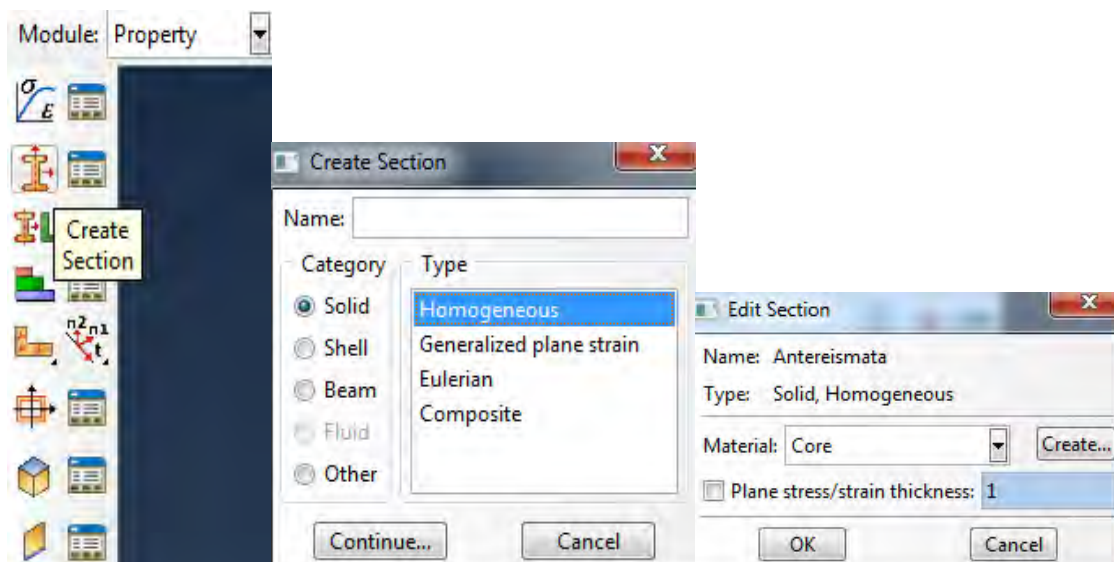 Module: Property
σ ε
Create
Section
n2 n1
t
Create Section
Name:
Category Type
Solid Homogeneous
Shell Generalized plane strain
Beam Eulerian
Fluid Composite
Other
Continue... Cancel
Edit Section
Name: Antereismata
Type: Solid, Homogeneous
Material: Core Create...
Plane stress/strain thickness: 1
OK Cancel